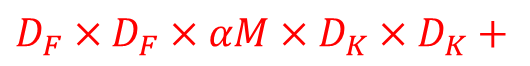 D_F × D_F × αM × D_K × D_K +